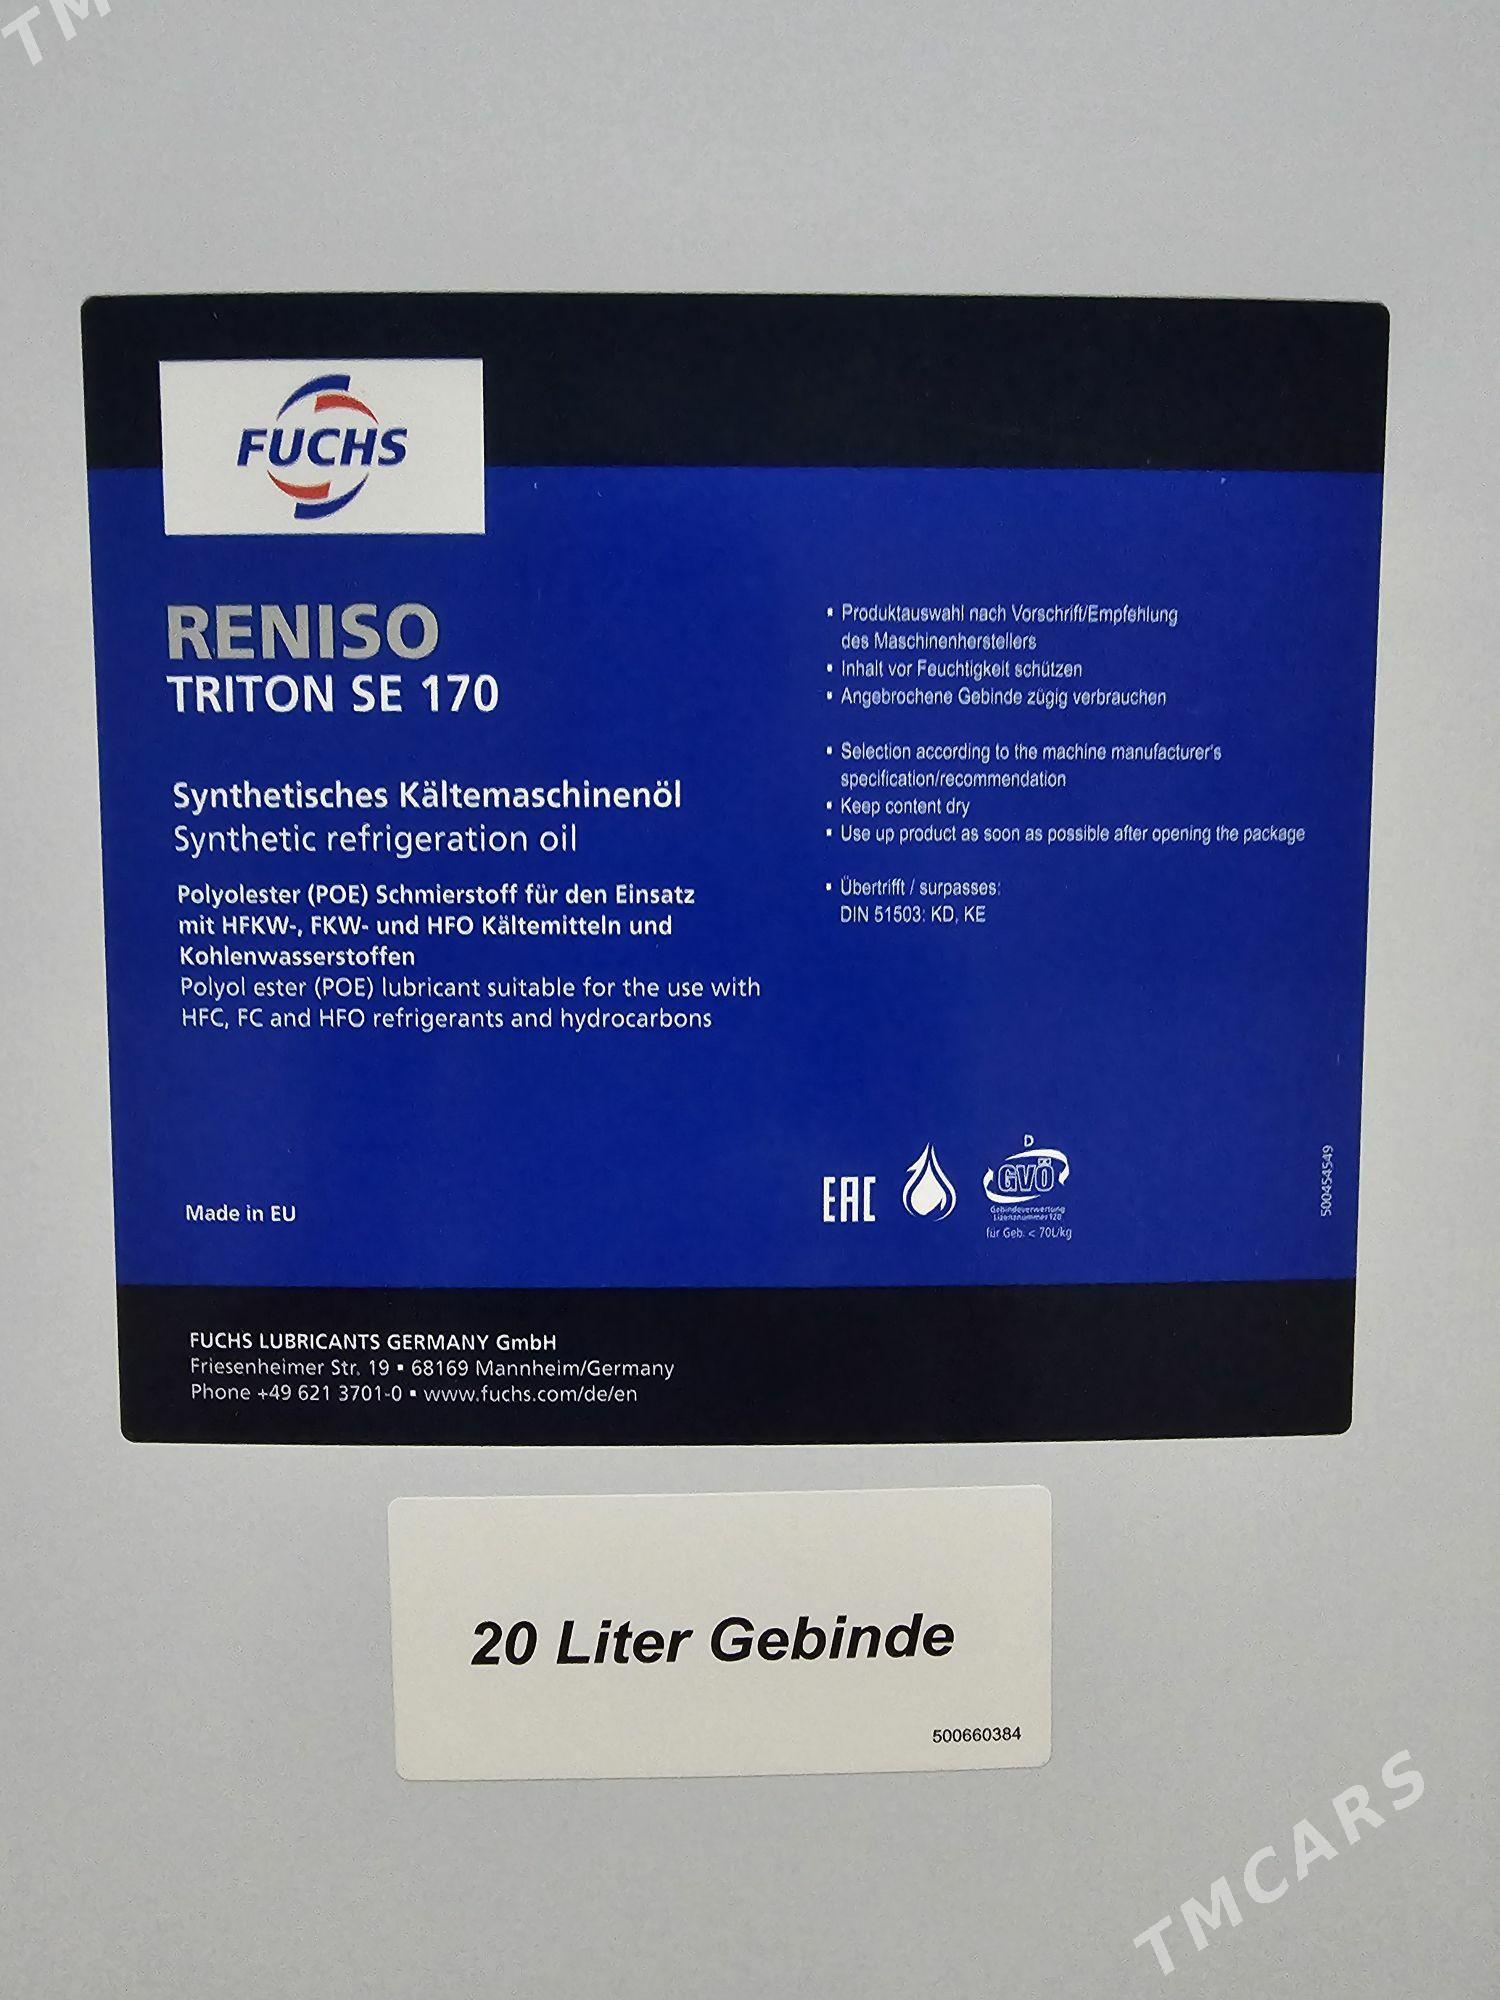 TM
FUCHS
RENISO
TRITON SE 170
Synthetisches Kältemaschinenöl
Synthetic refrigeration oil
Polyolester (POE) Schmierstoff für den Einsatz
mit HFKW-, FKW- und HFO Kältemitteln und
Kohlenwasserstoffen
Polyol ester (POE) lubricant suitable for the use with
HFC, FC and HFO refrigerants and hydrocarbons
Made in EU
▪ Produktauswahl nach Vorschrift/Empfehlung
des Maschinenherstellers
▪ Inhalt vor Feuchtigkeit schützen
▪ Angebrochene Gebinde zügig verbrauchen
▪ Selection according to the machine manufacturer's
specification/recommendation
▪ Keep content dry
▪ Use up product as soon as possible after opening the package
▪ Übertrifft / surpasses:
DIN 51503: KD, KE
EAC
D
GVÖ
Gebindeverwertung
Lizenznummer 120
für Geb. < 70L/kg
500454549
FUCHS LUBRICANTS GERMANY GmbH
Friesenheimer Str. 19 ▪ 68169 Mannheim/Germany
Phone +49 621 3701-0 ▪ www.fuchs.com/de/en
20 Liter Gebinde
500660384
TMCARS